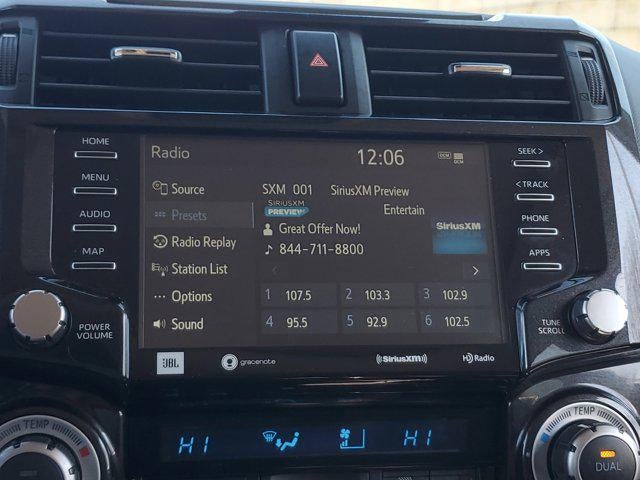 HOME
MENU
AUDIO
MAP
POWER
VOLUME
Radio
12:06
DCM
DCM
Source
Presets
Radio Replay
Station List
Options
Sound
SXM 001 SiriusXM Preview
SIRIUSXM
PREVIEW
Entertain
Great Offer Now!
844-711-8800
SiriusXM
1 107.5 2 103.3 3 102.9
4 95.5 5 92.9 6 102.5
SEEK >
< TRACK
PHONE
APPS
TUNE
SCROLL
JBL
gracenote
((SiriusXM))
HD Radio
HI
HI
TEMP
TEMP
DUAL